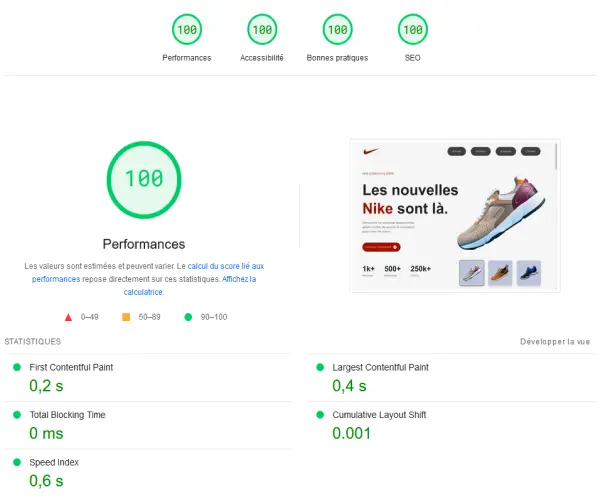 100
100
100
100
Performances
Accessibilité
Bonnes pratiques
SEO
100
Performances
Les valeurs sont estimées et peuvent varier. Le calcul du score lié aux
performances repose directement sur ces statistiques. Affichez la
calculatrice.
0–49
50–89
90–100
Les nouvelles
Nike sont là.
1k+
500+
250k+
STATISTIQUES
Développer la vue
First Contentful Paint
0,2 s
Largest Contentful Paint
0,4 s
Total Blocking Time
0 ms
Cumulative Layout Shift
0.001
Speed Index
0,6 s